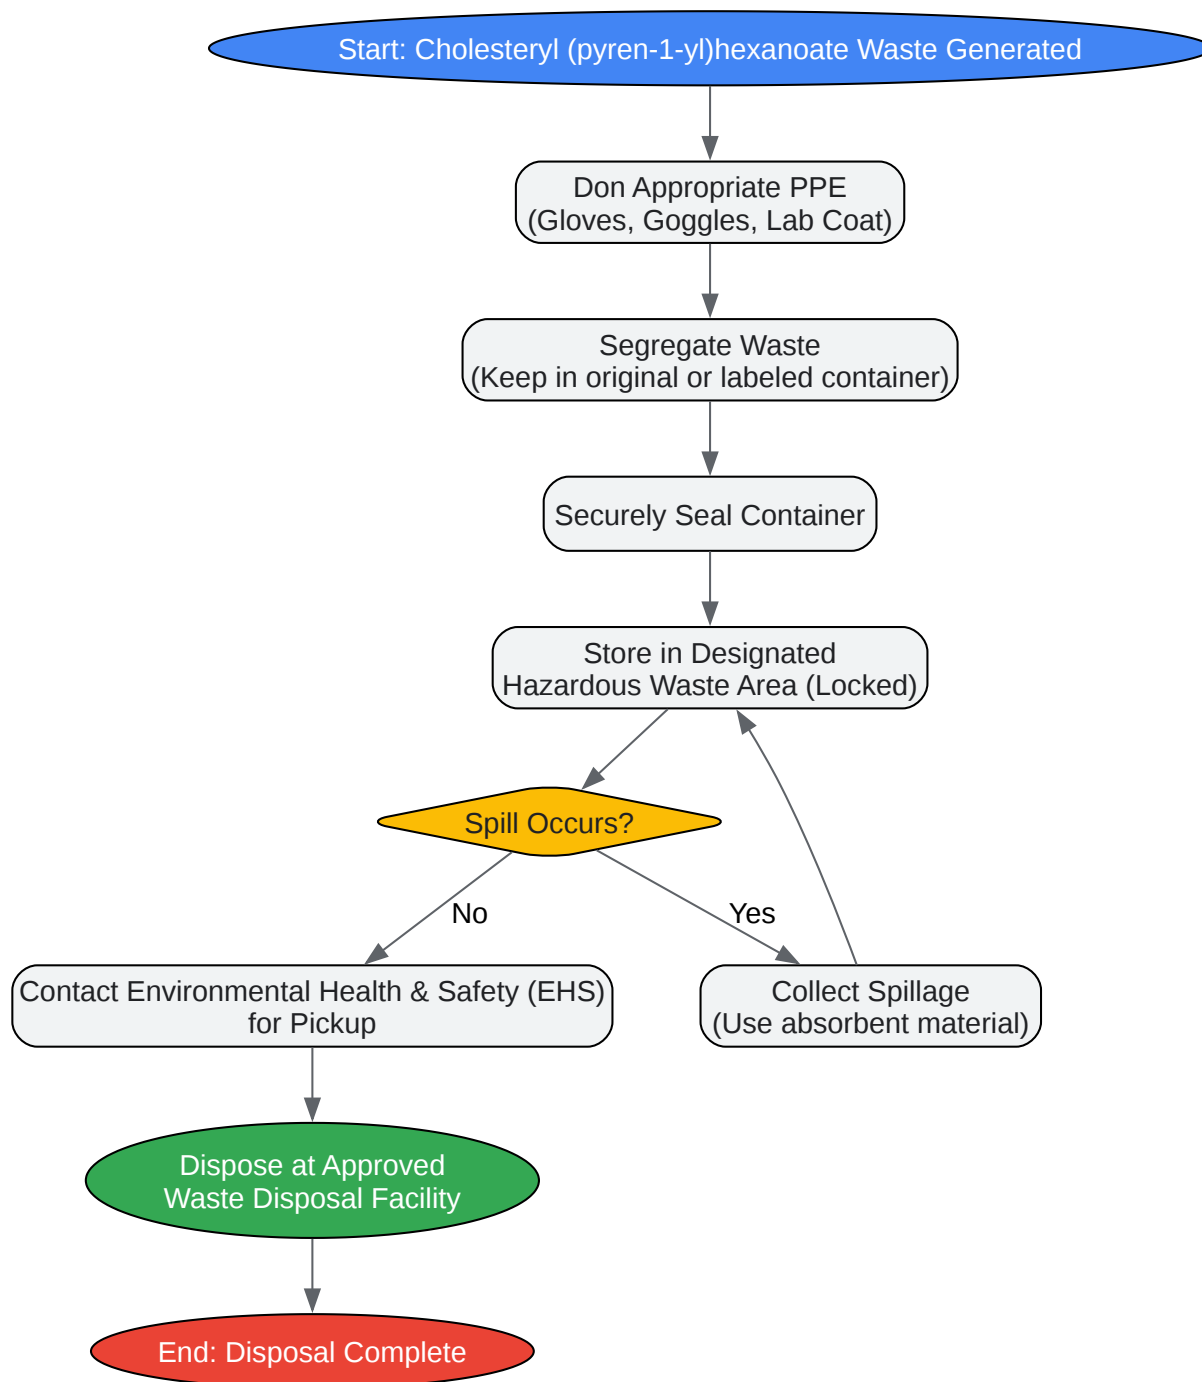 Start: Cholesteryl (pyren-1-yl)hexanoate Waste Generated
Don Appropriate PPE
(Gloves, Goggles, Lab Coat)
Segregate Waste
(Keep in original or labeled container)
Securely Seal Container
Store in Designated
Hazardous Waste Area (Locked)
Spill Occurs?
No
Yes
Contact Environmental Health & Safety (EHS)
for Pickup
Collect Spillage
(Use absorbent material)
Dispose at Approved
Waste Disposal Facility
End: Disposal Complete